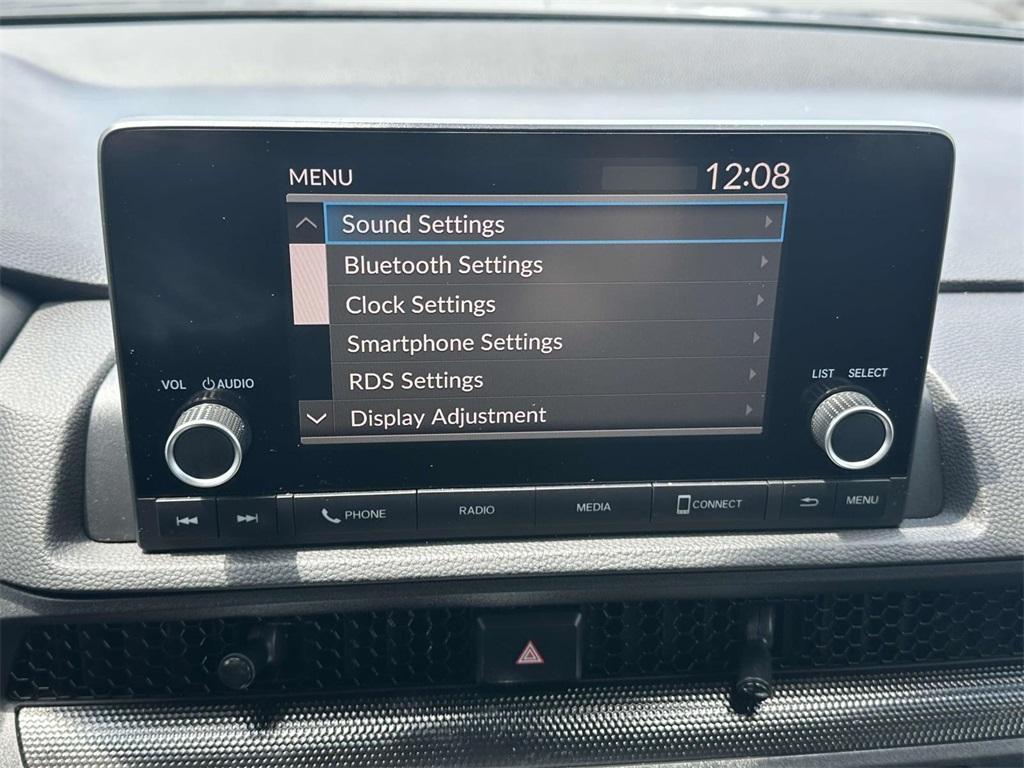 MENU 12:08
Sound Settings
Bluetooth Settings
Clock Settings
Smartphone Settings
RDS Settings
Display Adjustment
VOL AUDIO
LIST SELECT
PHONE RADIO MEDIA CONNECT MENU